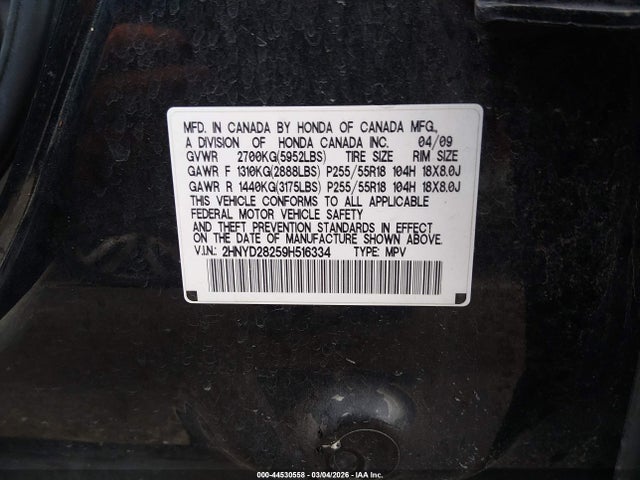 MFD. IN CANADA BY HONDA OF CANADA MFG.,
A DIVISION OF HONDA CANADA INC. 04/09
GVWR 2700KG(5952LBS) TIRE SIZE RIM SIZE
GAWR F 1310KG(2888LBS) P255/55R18 104H 18X8.0J
GAWR R 1440KG(3175LBS) P255/55R18 104H 18X8.0J
THIS VEHICLE CONFORMS TO ALL APPLICABLE
FEDERAL MOTOR VEHICLE SAFETY
AND THEFT PREVENTION STANDARDS IN EFFECT ON
THE DATE OF MANUFACTURE SHOWN ABOVE.
V.I.N.: 2HNYD28259H516334 TYPE: MPV
000-44530558 - 03/04/2026 - IAA Inc.